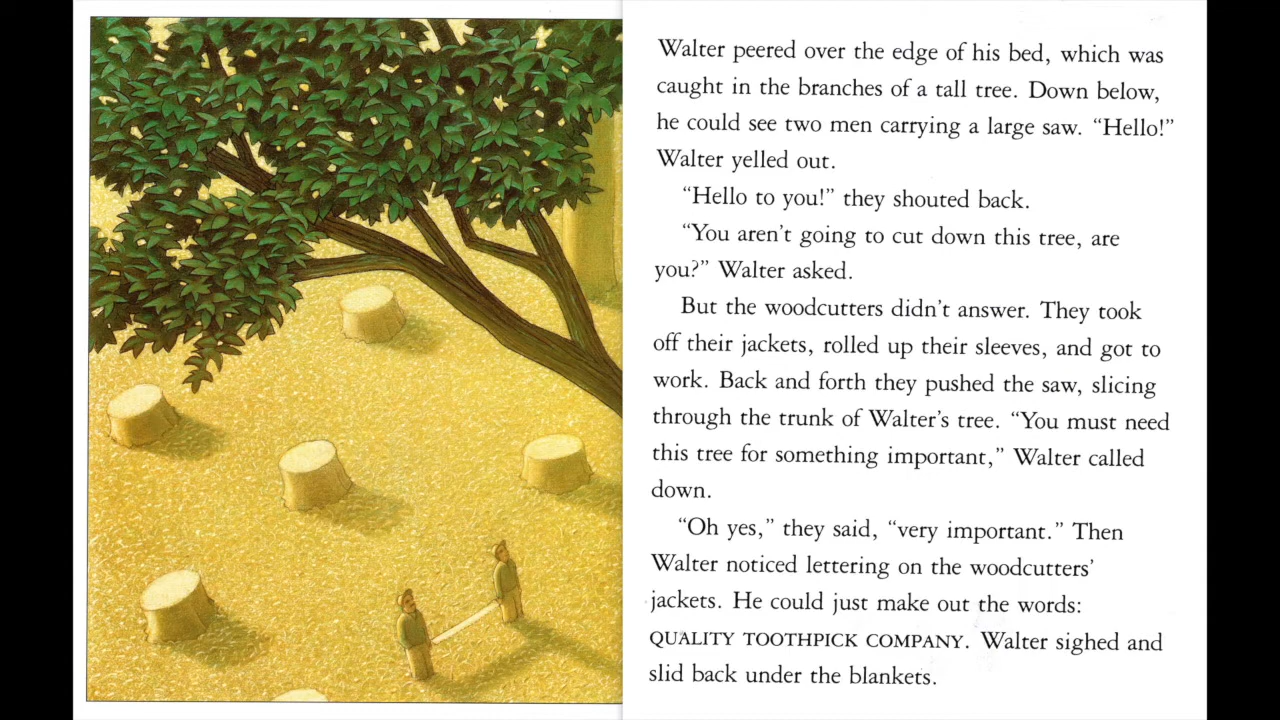 Walter peered over the edge of his bed, which was
caught in the branches of a tall tree. Down below,
he could see two men carrying a large saw. “Hello!”
Walter yelled out.
“Hello to you!” they shouted back.
“You aren’t going to cut down this tree, are
you?” Walter asked.
But the woodcutters didn’t answer. They took
off their jackets, rolled up their sleeves, and got to
work. Back and forth they pushed the saw, slicing
through the trunk of Walter’s tree. “You must need
this tree for something important,” Walter called
down.
“Oh yes,” they said, “very important.” Then
Walter noticed lettering on the woodcutters’
jackets. He could just make out the words:
QUALITY TOOTHPICK COMPANY. Walter sighed and
slid back under the blankets.